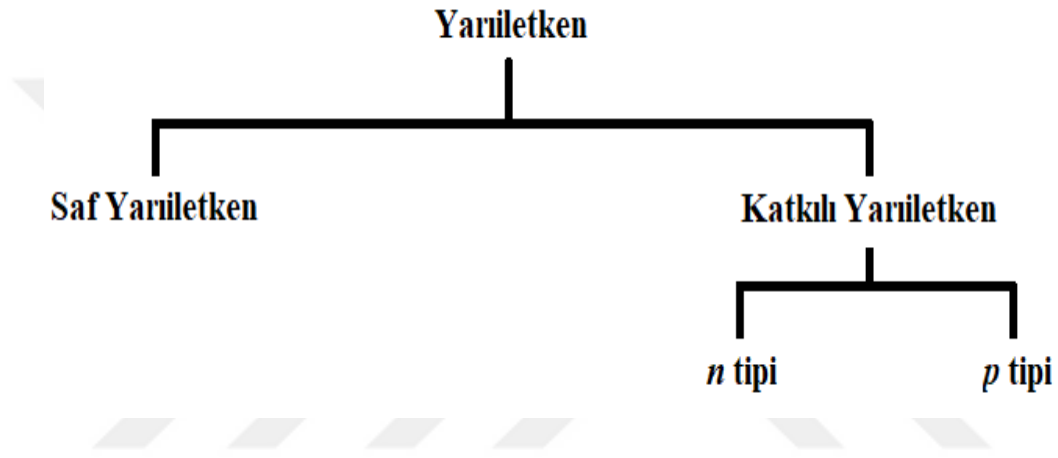 Yarıiletken
Saf Yarıiletken
Katkılı Yarıiletken
n tipi
p tipi